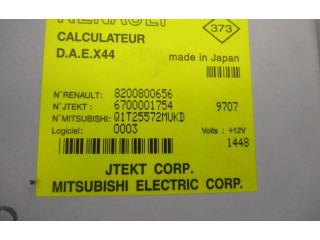 RENAULT
CALCULATEUR
D.A.E.X44
373
made in Japan
N°RENAULT: 8200800656
N°JTEKT : 6700001754 9707
N°MITSUBISHI: Q1T25572MUKD
Logiciel: 0003 Volts : +12V
1448
JTEKT CORP.
MITSUBISHI ELECTRIC CORP.